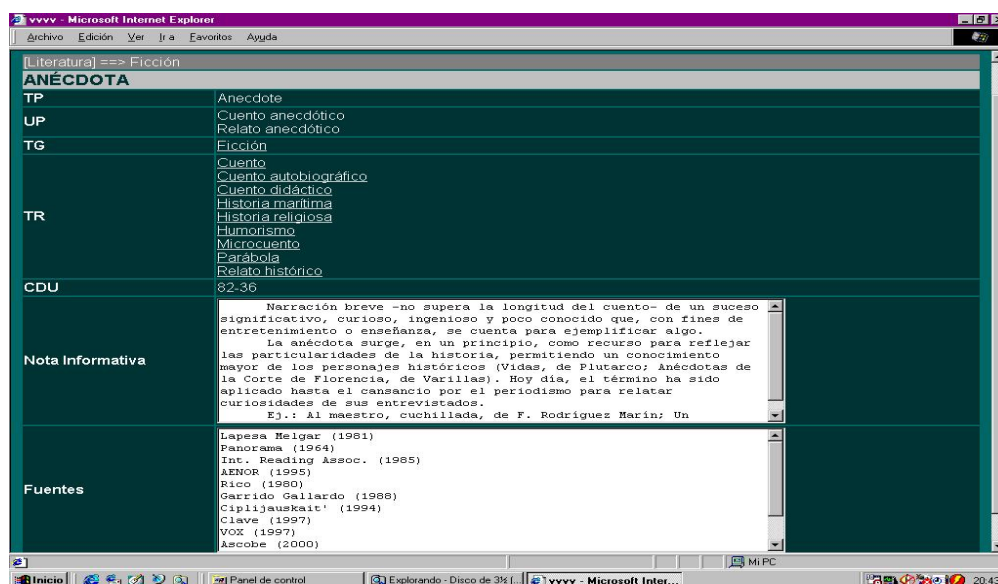 vvvv - Microsoft Internet Explorer
Archivo Edición Ver Ir a Favoritos Ayuda
[Literatura] ==> Ficción
ANÉCDOTA
TP Anecdote
UP Cuento anecdótico
Relato anecdótico
TG Ficción
TR Cuento
Cuento autobiográfico
Cuento didáctico
Historia marítima
Historia religiosa
Humorismo
Microcuento
Parábola
Relato histórico
CDU 82-36
Nota Informativa
Narración breve -no supera la longitud del cuento- de un suceso
significativo, curioso, ingenioso y poco conocido que, con fines de
entretenimiento o enseñanza, se cuenta para ejemplificar algo.
La anécdota surge, en un principio, como recurso para reflejar
las particularidades de la historia, permitiendo un conocimiento
mayor de los personajes históricos (Vidas, de Plutarco; Anécdotas de
la Corte de Florencia, de Varillas). Hoy día, el término ha sido
aplicado hasta el cansancio por el periodismo para relatar
curiosidades de sus entrevistados.
Ej.: Al maestro, cuchillada, de F. Rodríguez Marín; Un
Fuentes
Lapesa Melgar (1981)
Panorama (1964)
Int. Reading Assoc. (1985)
AENOR (1995)
Rico (1980)
Garrido Gallardo (1988)
Ciplijauskait' (1994)
Clave (1997)
VOX (1997)
Ascobe (2000)
Mi PC
Inicio Panel de control Explorando - Disco de 3½ (... vvvv - Microsoft Inter...